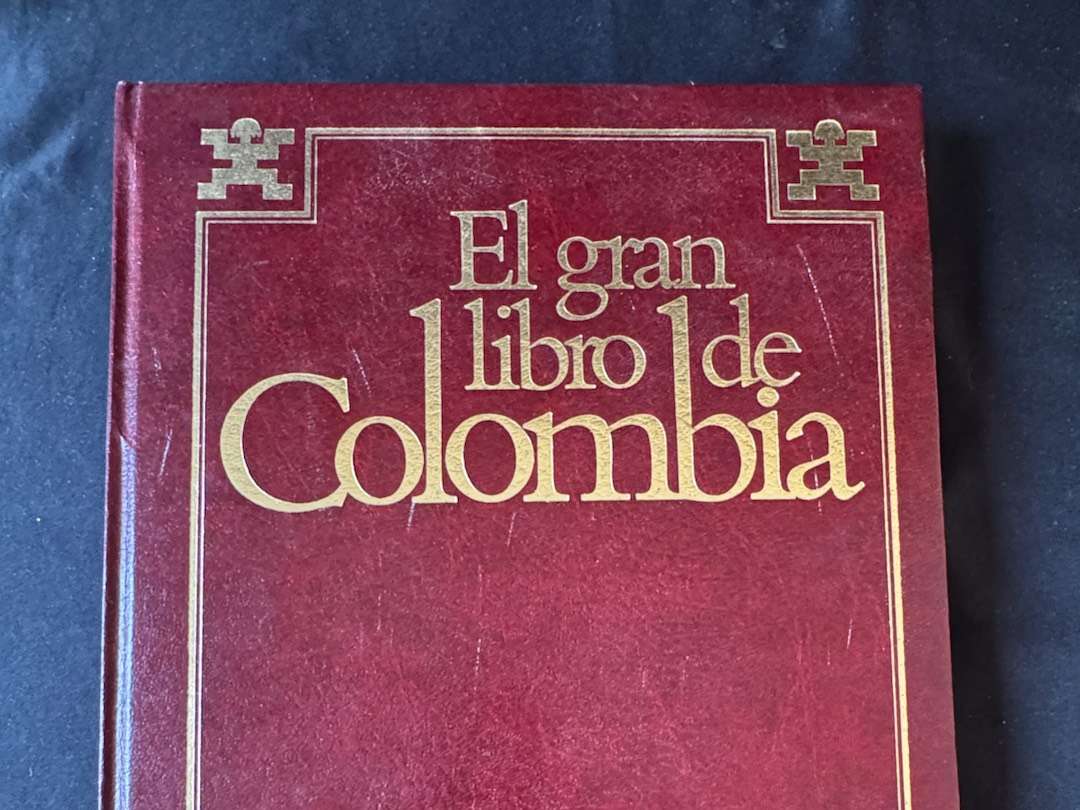 El gran
libro de
Colombia